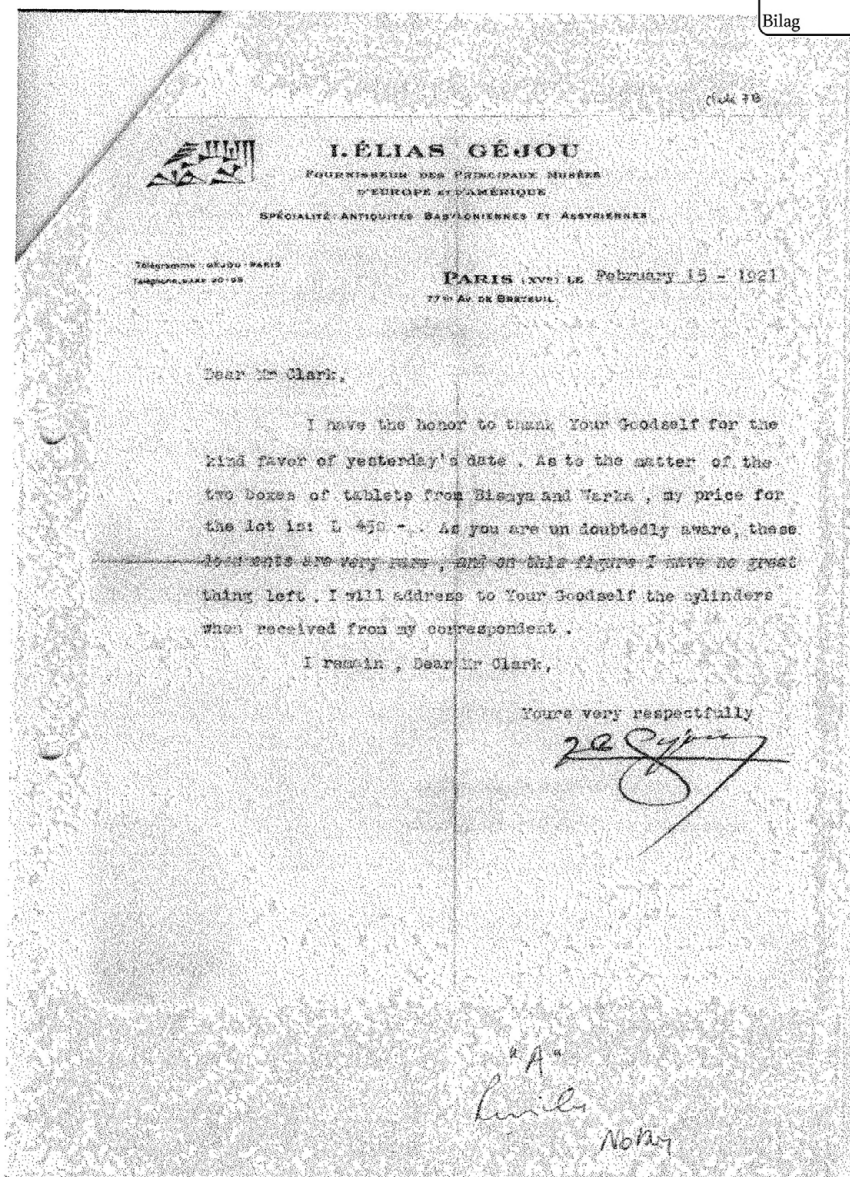 Bilag
I. ÉLIAS GÉJOU
FOURNISSEUR DES PRINCIPAUX MUSÉES
D'EUROPE ET D'AMÉRIQUE
SPÉCIALITÉ: ANTIQUITÉS BABYLONIENNES ET ASSYRIENNES
Télégramme: GÉJOU-PARIS
PARIS (XVe) LE February 15 - 1921
77 bis AV. DE BRETEUIL
Dear Mr Clark,
I have the honor to thank Your Goodself for the
kind favor of yesterday's date . As to the matter of the
two boxes of tablets from Bismya and Warka , my price for
the lot is: L 450 - . As you are un doubtedly aware, these
documents are very rare , and on this figure I have no great
thing left . I will address to Your Goodself the cylinders
when received from my correspondent .
I remain , Dear Mr Clark,
Yours very respectfully
"A"